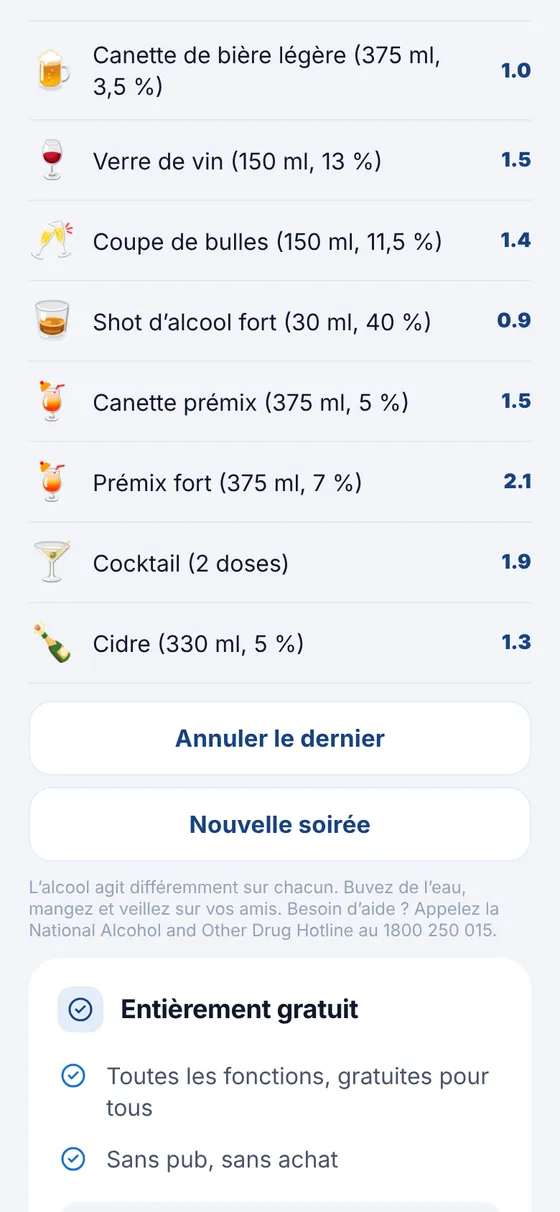 Canette de bière légère (375 ml,
3,5 %)
1.0
Verre de vin (150 ml, 13 %)
1.5
Coupe de bulles (150 ml, 11,5 %)
1.4
Shot d’alcool fort (30 ml, 40 %)
0.9
Canette prémix (375 ml, 5 %)
1.5
Prémix fort (375 ml, 7 %)
2.1
Cocktail (2 doses)
1.9
Cidre (330 ml, 5 %)
1.3
Annuler le dernier
Nouvelle soirée
L’alcool agit différemment sur chacun. Buvez de l’eau,
mangez et veillez sur vos amis. Besoin d’aide ? Appelez la
National Alcohol and Other Drug Hotline au 1800 250 015.
Entièrement gratuit
Toutes les fonctions, gratuites pour
tous
Sans pub, sans achat